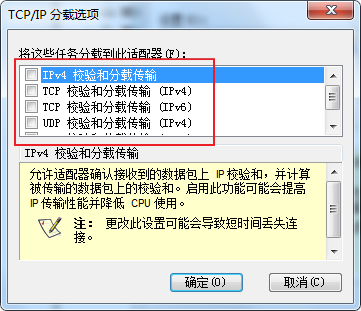 TCP/IP 分载选项
将这些任务分载到此适配器(F):
IPv4 校验和分载传输
TCP 校验和分载传输 (IPv4)
TCP 校验和分载传输 (IPv6)
UDP 校验和分载传输 (IPv4)
IPv4 校验和分载传输
允许适配器确认接收到的数据包上 IP 校验和，并计
算被传输的数据包上的校验和。启用此功能可能会提高
IP 传输性能并降低 CPU 使用。
注: 更改此设置可能会导致短时间丢失连
接。
确定(O)
取消(C)